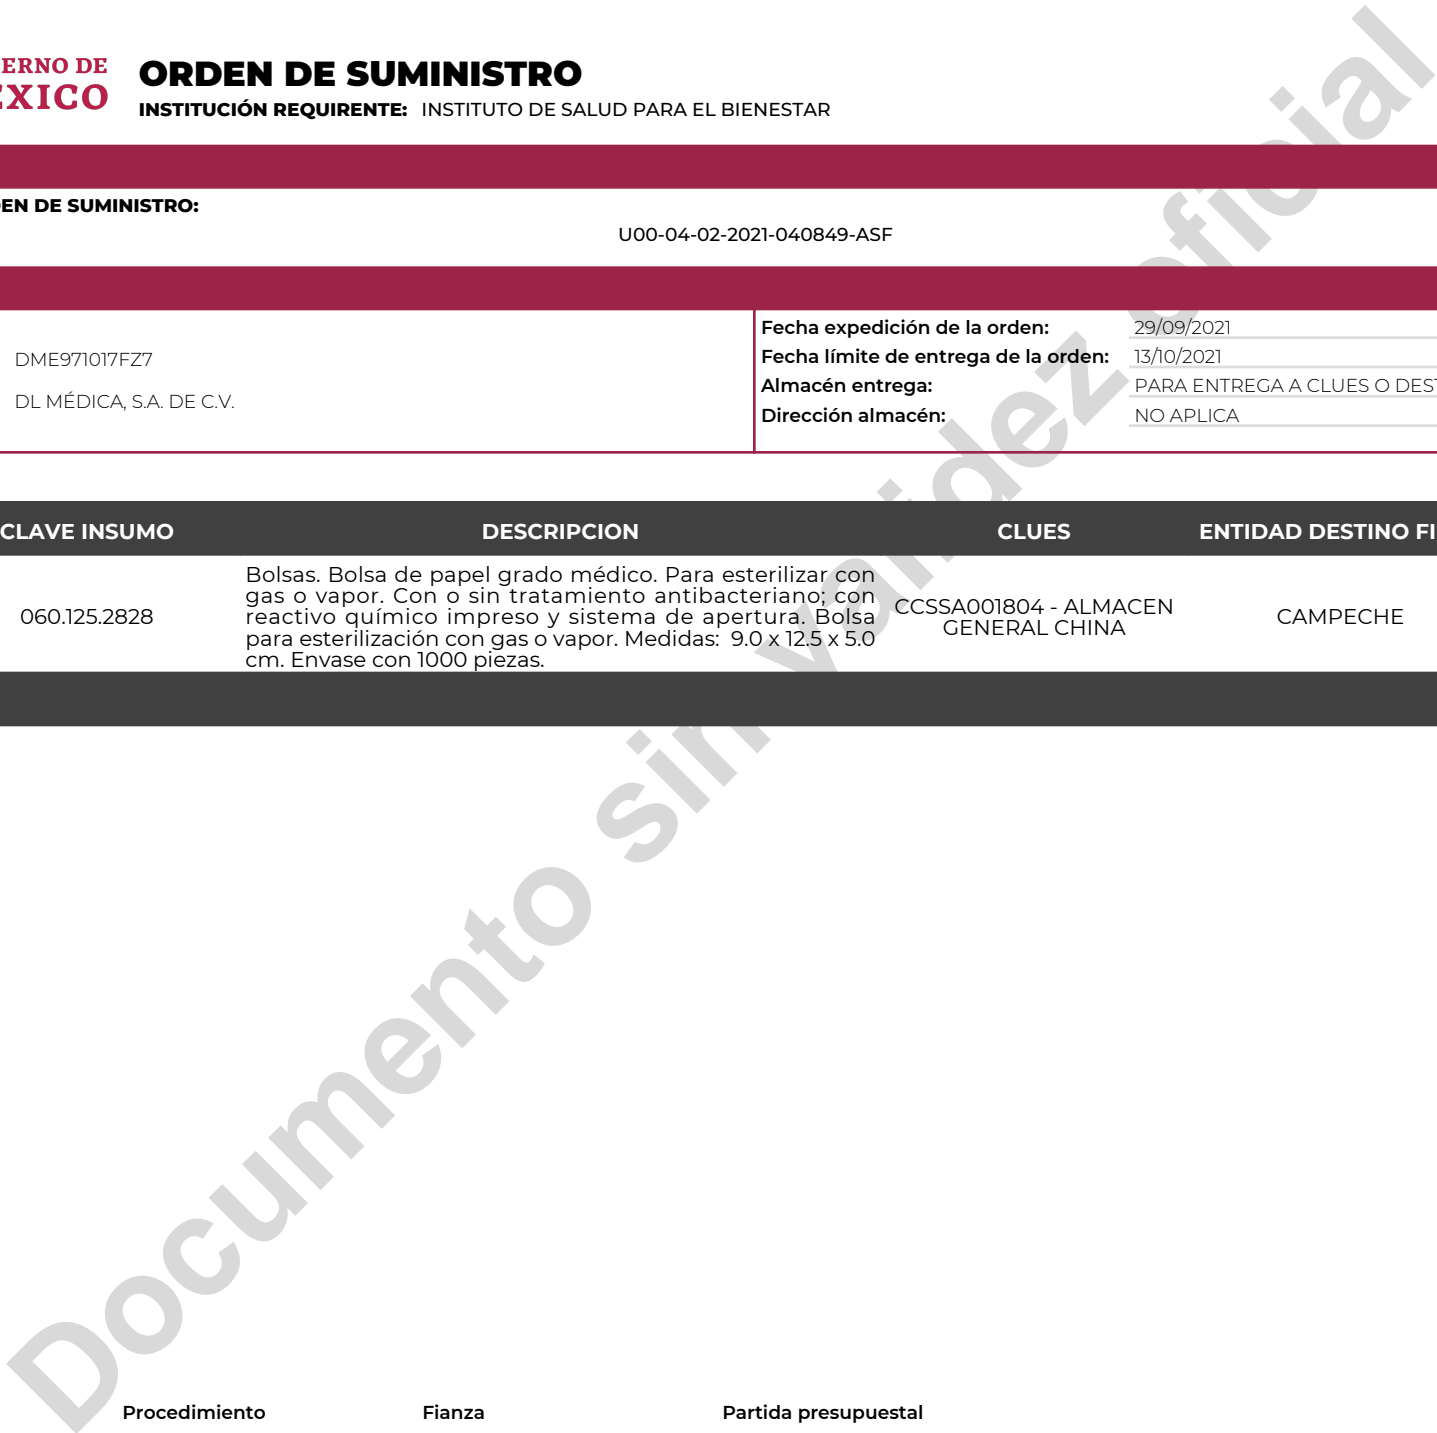 ERNO DE
EXICO
ORDEN DE SUMINISTRO
INSTITUCIÓN REQUIRENTE: INSTITUTO DE SALUD PARA EL BIENESTAR
EN DE SUMINISTRO:
U00-04-02-2021-040849-ASF
DME971017FZ7
DL MÉDICA, S.A. DE C.V.
Fecha expedición de la orden: 29/09/2021
Fecha límite de entrega de la orden: 13/10/2021
Almacén entrega: PARA ENTREGA A CLUES O DEST
Dirección almacén: NO APLICA
CLAVE INSUMO DESCRIPCION CLUES ENTIDAD DESTINO FI
060.125.2828
Bolsas. Bolsa de papel grado médico. Para esterilizar con
gas o vapor. Con o sin tratamiento antibacteriano; con
reactivo químico impreso y sistema de apertura. Bolsa
para esterilización con gas o vapor. Medidas: 9.0 x 12.5 x 5.0
cm. Envase con 1000 piezas.
CCSSA001804 - ALMACEN
GENERAL CHINA
CAMPECHE
Documento sin validez oficial
Procedimiento Fianza Partida presupuestal